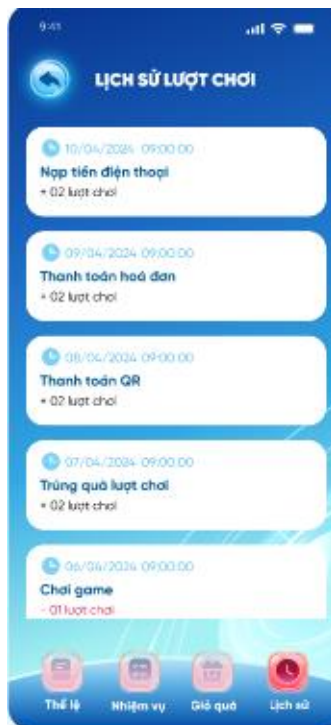 9:41
LỊCH SỬ LƯỢT CHƠI
10/04/2024 09:00:00
Nạp tiền điện thoại
+ 02 lượt chơi
09/04/2024 09:00:00
Thanh toán hoá đơn
+ 02 lượt chơi
08/04/2024 09:00:00
Thanh toán QR
+ 02 lượt chơi
07/04/2024 09:00:00
Trúng quà lượt chơi
+ 02 lượt chơi
06/04/2024 09:00:00
Chơi game
- 01 lượt chơi
Thể lệ Nhiệm vụ Giỏ quà Lịch sử